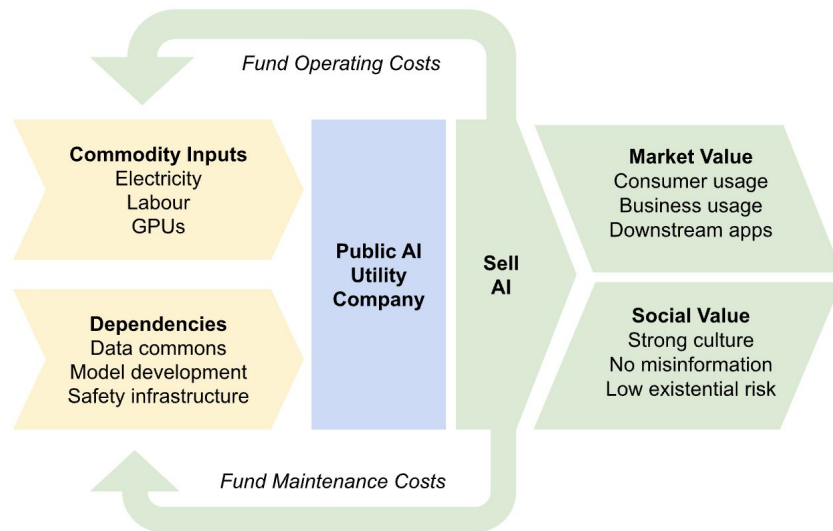 Fund Operating Costs
Commodity Inputs
Electricity
Labour
GPUs
Dependencies
Data commons
Model development
Safety infrastructure
Public AI
Utility
Company
Sell
AI
Market Value
Consumer usage
Business usage
Downstream apps
Social Value
Strong culture
No misinformation
Low existential risk
Fund Maintenance Costs